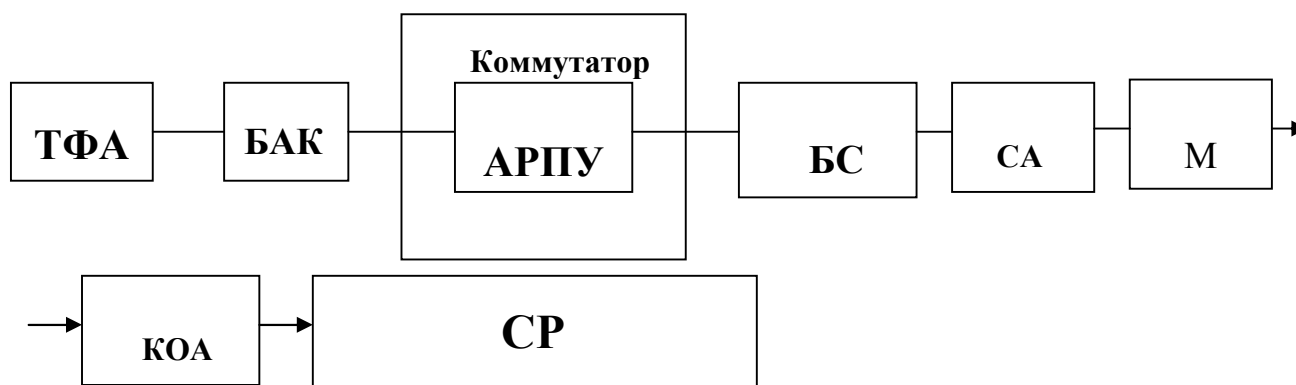 Коммутатор
ТФА
БАК
АРПУ
БС
СА
М
КОА
СР